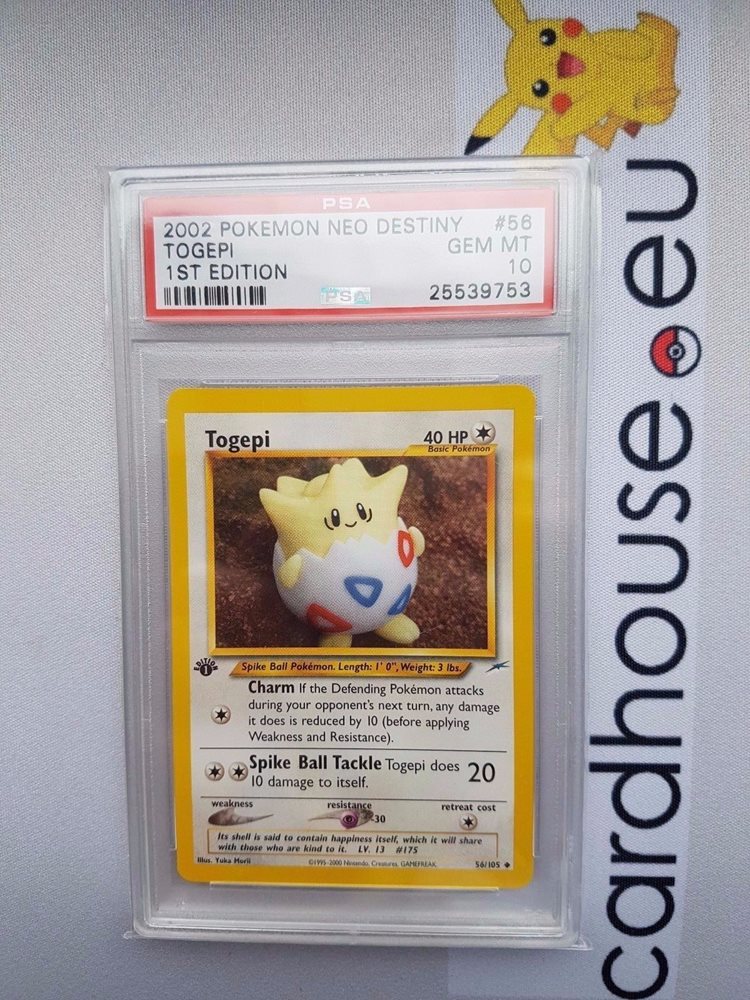 PSA
2002 POKEMON NEO DESTINY #56
TOGEPI GEM MT
1ST EDITION 10
PSA 25539753
cardhouse.eu
Togepi 40 HP
Basic Pokémon
EDITION 1
Spike Ball Pokémon. Length: 1' 0", Weight: 3 lbs.
Charm If the Defending Pokémon attacks
during your opponent's next turn, any damage
it does is reduced by 10 (before applying
Weakness and Resistance).
Spike Ball Tackle Togepi does 20
10 damage to itself.
weakness resistance retreat cost
-30
Its shell is said to contain happiness itself, which it will share
with those who are kind to it. LV. 13 #175
Illus. Yuka Morii ©1995-2000 Nintendo, Creatures, GAMEFREAK. 56/105